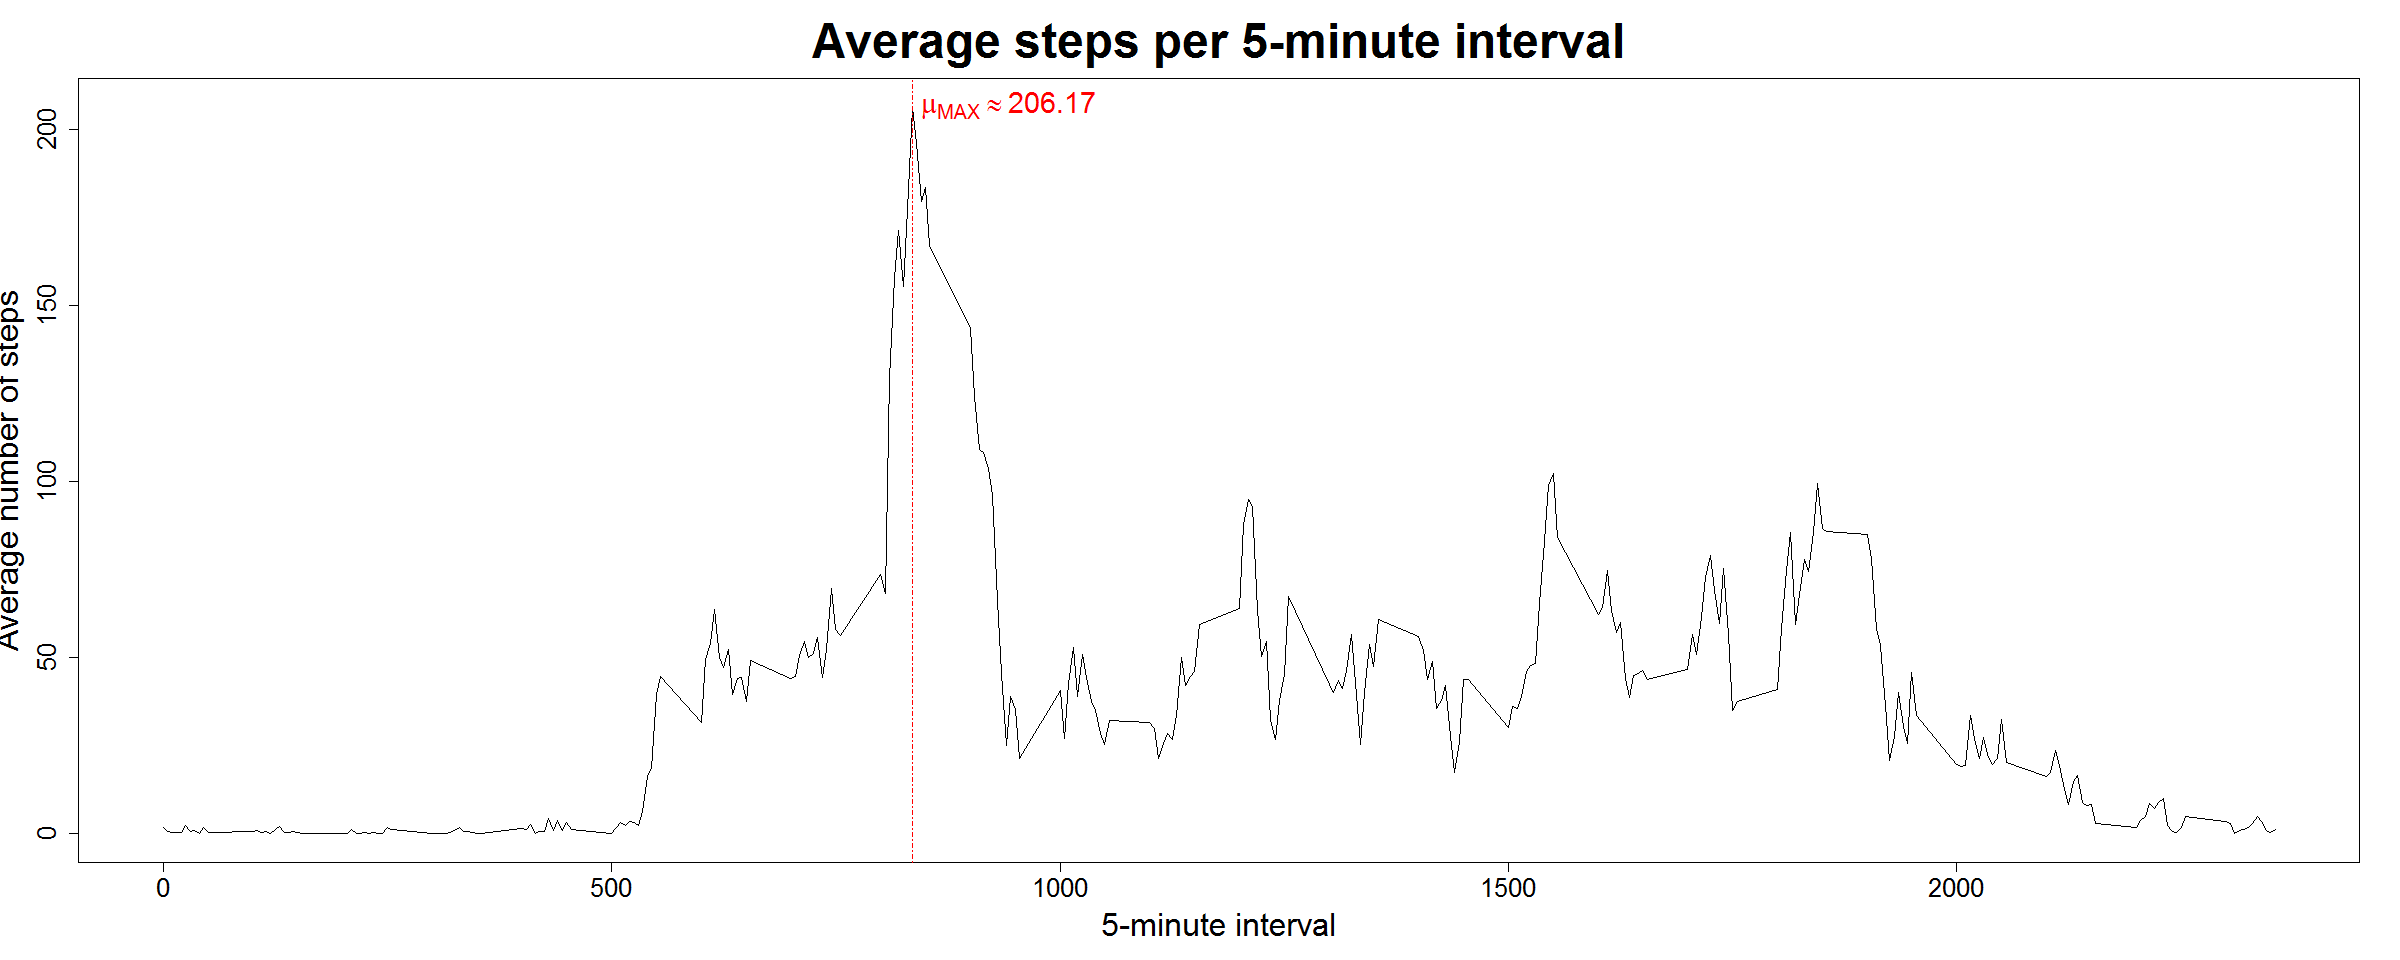 Average steps per 5-minute interval
μMAX ≈ 206.17
Average number of steps
200
150
100
50
0
0 500 1000 1500 2000
5-minute interval